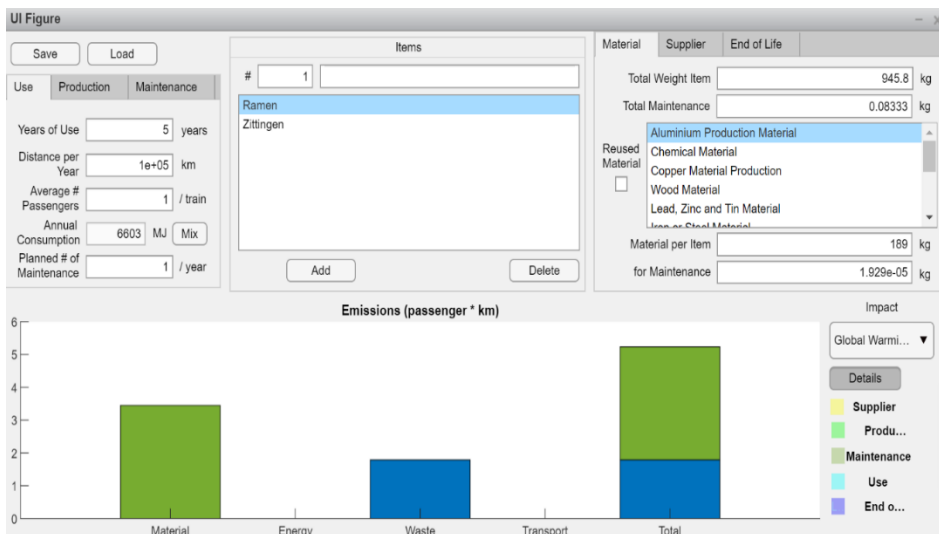 UI Figure
Save
Load
Use
Production
Maintenance
Years of Use
5
years
Distance per
Year
1e+05
km
Average #
Passengers
1
/ train
Annual
Consumption
6603
MJ
Mix
Planned # of
Maintenance
1
/ year
Items
#
1
Ramen
Zittingen
Add
Delete
Material
Supplier
End of Life
Total Weight Item
945.8
kg
Total Maintenance
0.08333
kg
Reused
Material
Aluminium Production Material
Chemical Material
Copper Material Production
Wood Material
Lead, Zinc and Tin Material
Iron or Steel Material
Material per Item
189
kg
for Maintenance
1.929e-05
kg
Emissions (passenger * km)
6
5
4
3
2
1
0
Material
Energy
Waste
Transport
Total
Impact
Global Warmi...
Details
Supplier
Produ...
Maintenance
Use
End o...